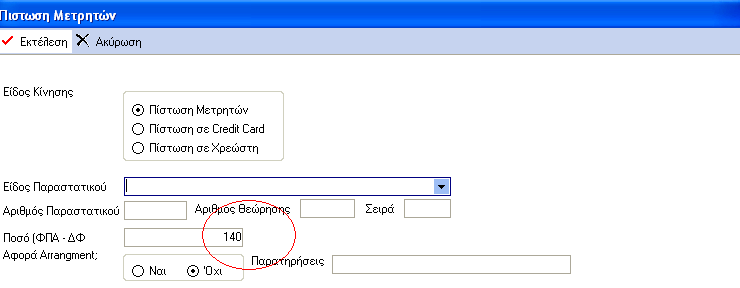 Πίστωση Μετρητών
Εκτέλεση Ακύρωση
Είδος Κίνησης
Πίστωση Μετρητών
Πίστωση σε Credit Card
Πίστωση σε Χρεώστη
Είδος Παραστατικού
Αριθμός Παραστατικού Αριθμός Θεώρησης Σειρά
Ποσό (ΦΠΑ - ΔΦ 140
Αφορά Arrangment; Ναι Όχι Παρατηρήσεις